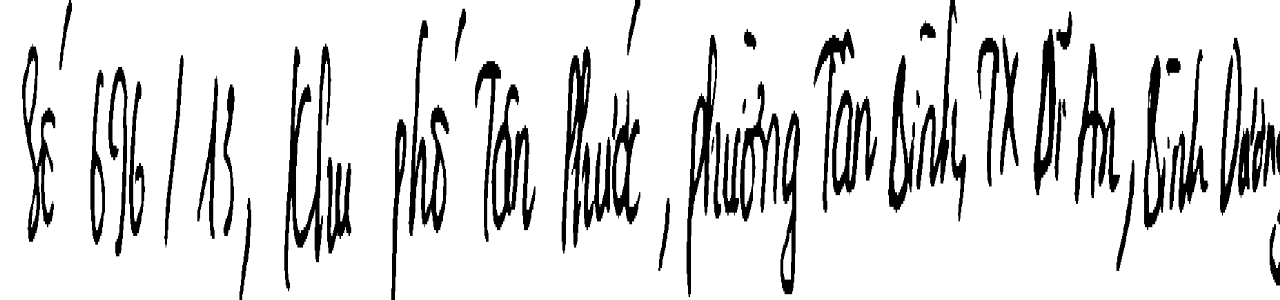 Số 696 / 13, Khu phố Tân Phước, phường Tân Bình, TX Dĩ An, Bình Dương